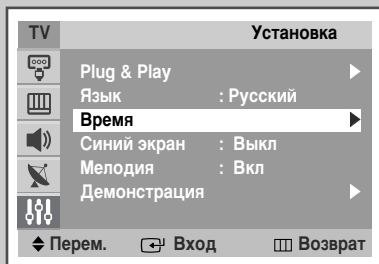 TV Установка
Plug & Play
Язык : Русский
Время
Синий экран : Выкл
Мелодия : Вкл
Демонстрация
Перем. Вход Возврат